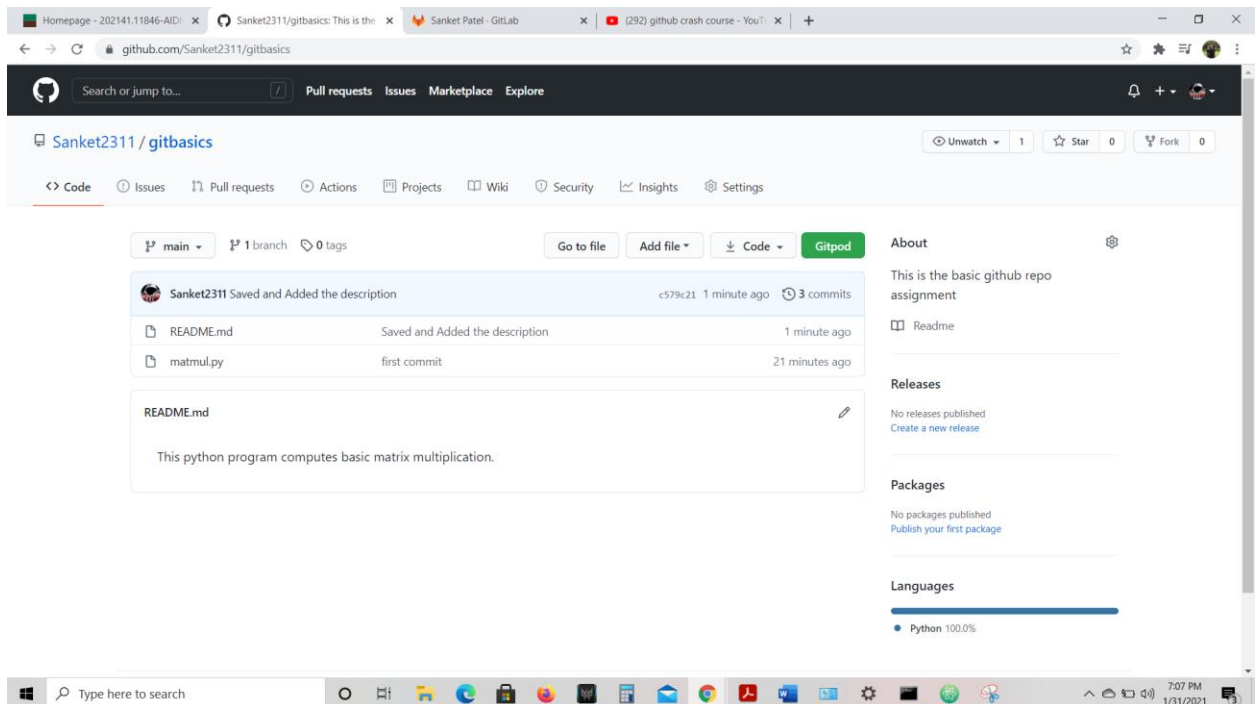 Homepage - 202141.11846-AIDI
Sanket2311/gitbasics: This is the
Sanket Patel · GitLab
(292) github crash course - YouTu
github.com/Sanket2311/gitbasics
Search or jump to... /
Pull requests Issues Marketplace Explore
Sanket2311 / gitbasics
Unwatch 1 Star 0 Fork 0
Code Issues Pull requests Actions Projects Wiki Security Insights Settings
main 1 branch 0 tags Go to file Add file Code Gitpod
Sanket2311 Saved and Added the description c579c21 1 minute ago 3 commits
README.md Saved and Added the description 1 minute ago
matmul.py first commit 21 minutes ago
README.md
This python program computes basic matrix multiplication.
About
This is the basic github repo
assignment
Readme
Releases
No releases published
Create a new release
Packages
No packages published
Publish your first package
Languages
Python 100.0%
Type here to search
7:07 PM
1/31/2021
3